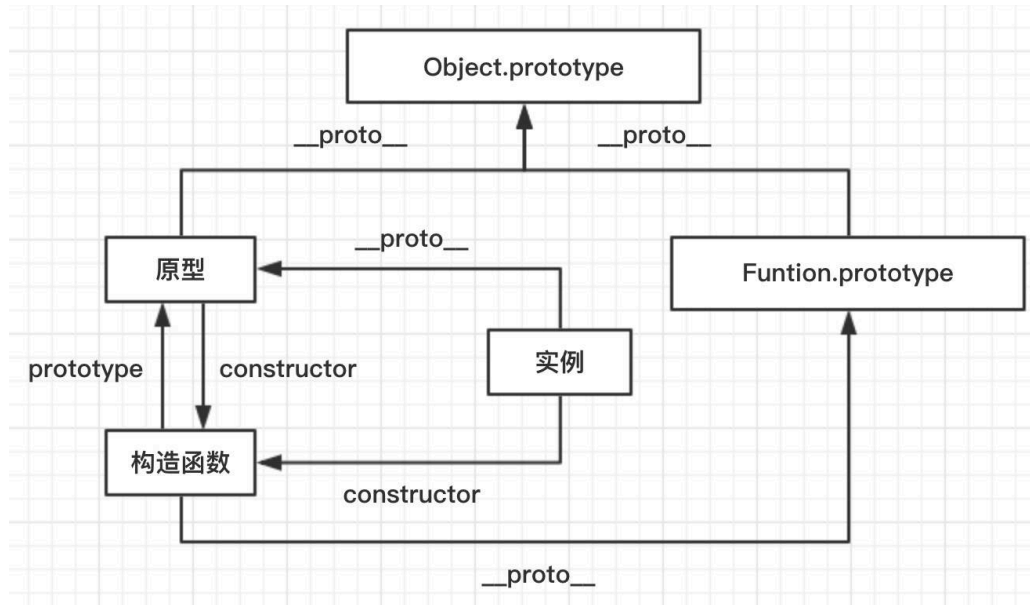 Object.prototype
__proto__
__proto__
__proto__
原型
Funtion.prototype
实例
prototype
constructor
构造函数
constructor
__proto__